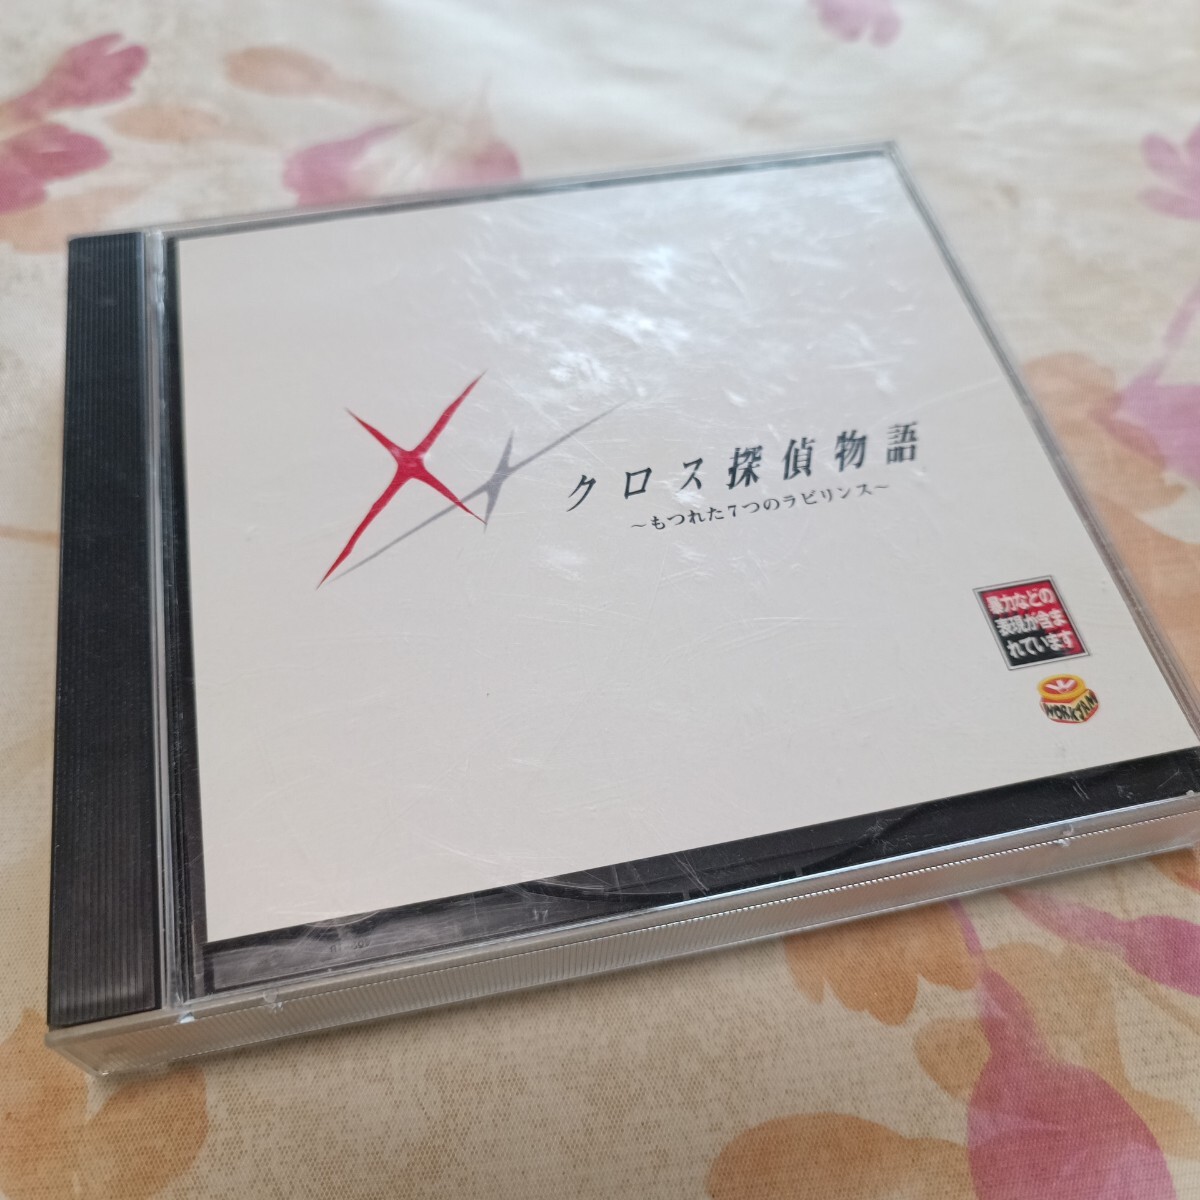 クロス探偵物語
～もつれた7つのラビリンス～
暴力などの
表現が含ま
れています
WORKJAM